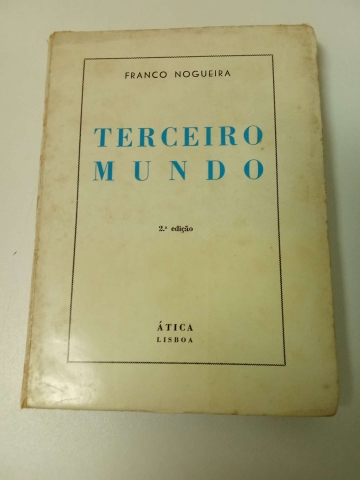 FRANCO NOGUEIRA
TERCEIRO
MUNDO
2.ª edição
ÁTICA
LISBOA